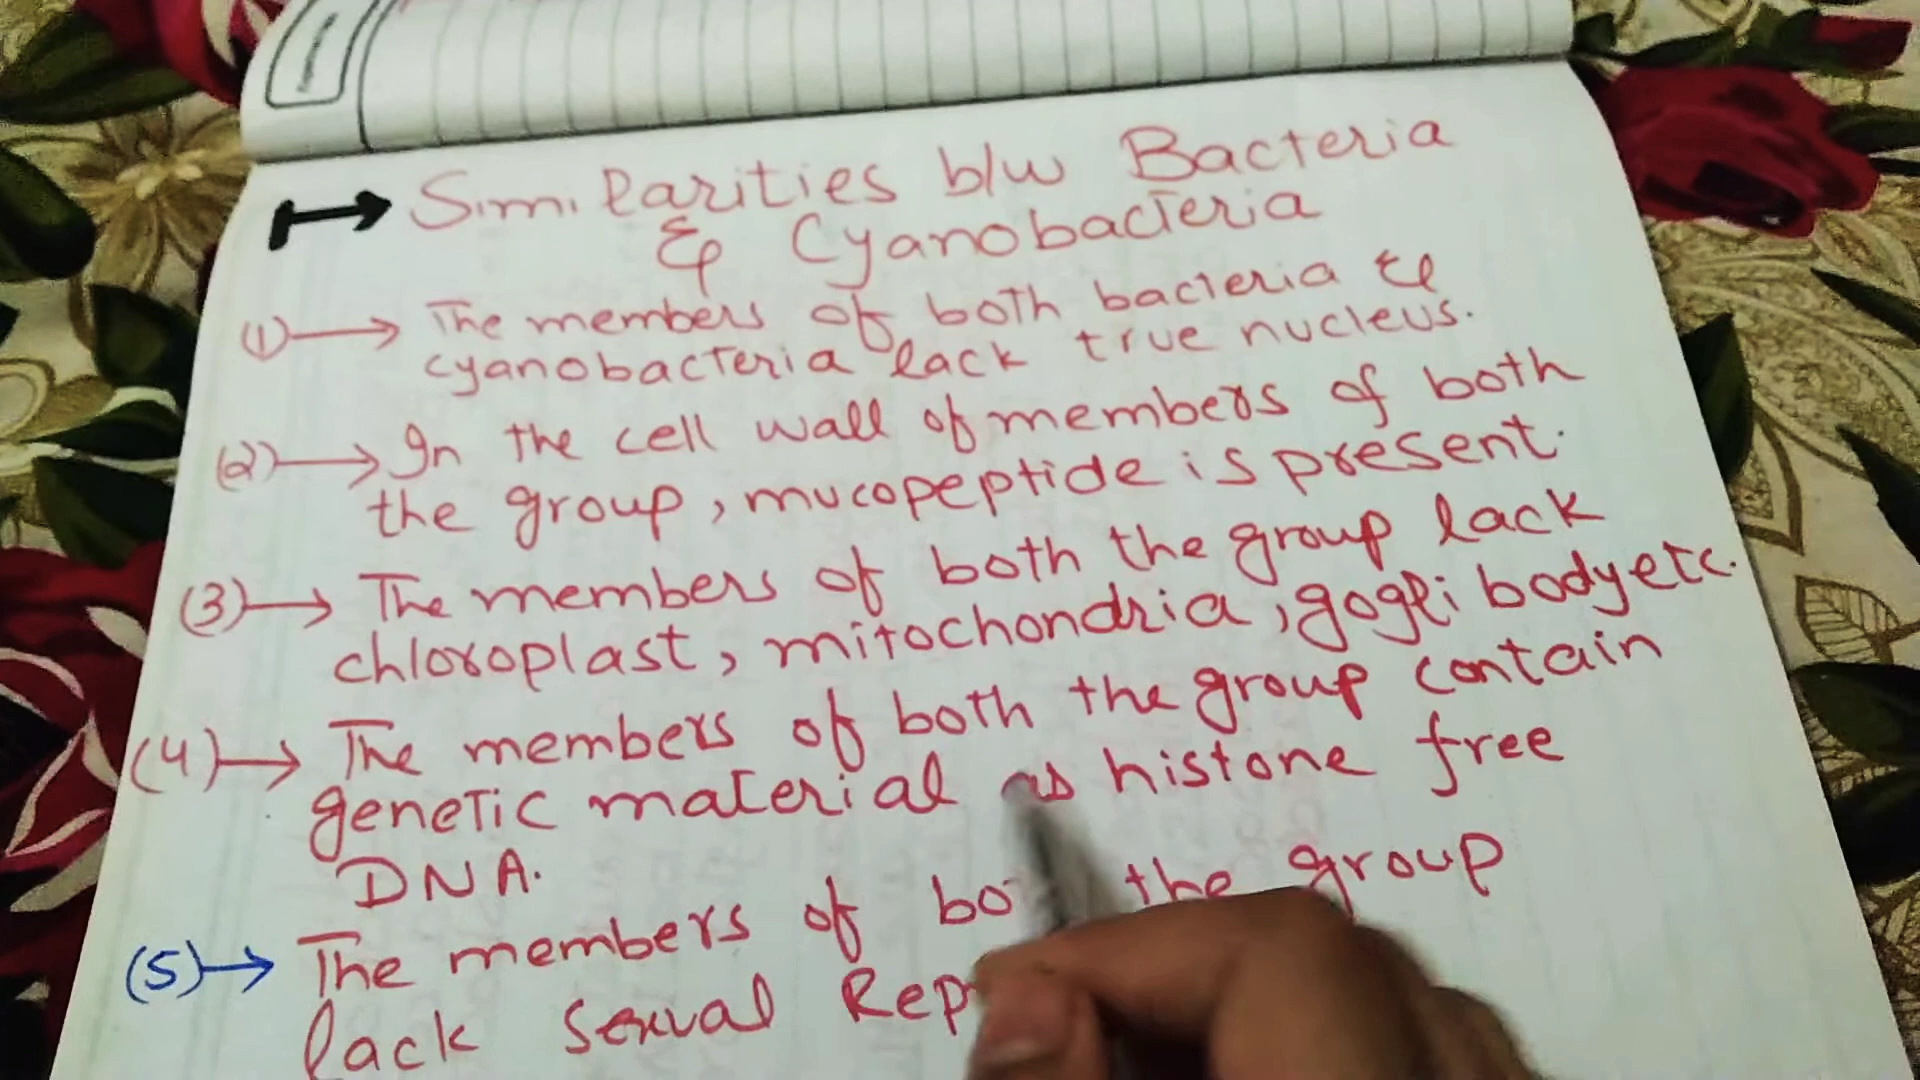 Similarities b/w Bacteria
& Cyanobacteria
(1) → The members of both bacteria &
cyanobacteria lack true nucleus.
(2) → In the cell wall of members of both
the group, mucopeptide is present.
(3) → The members of both the group lack
chloroplast, mitochondria, gogli body etc.
(4) → The members of both the group contain
genetic material as histone free
DNA.
(5) → The members of bo the group
lack sexual Rep